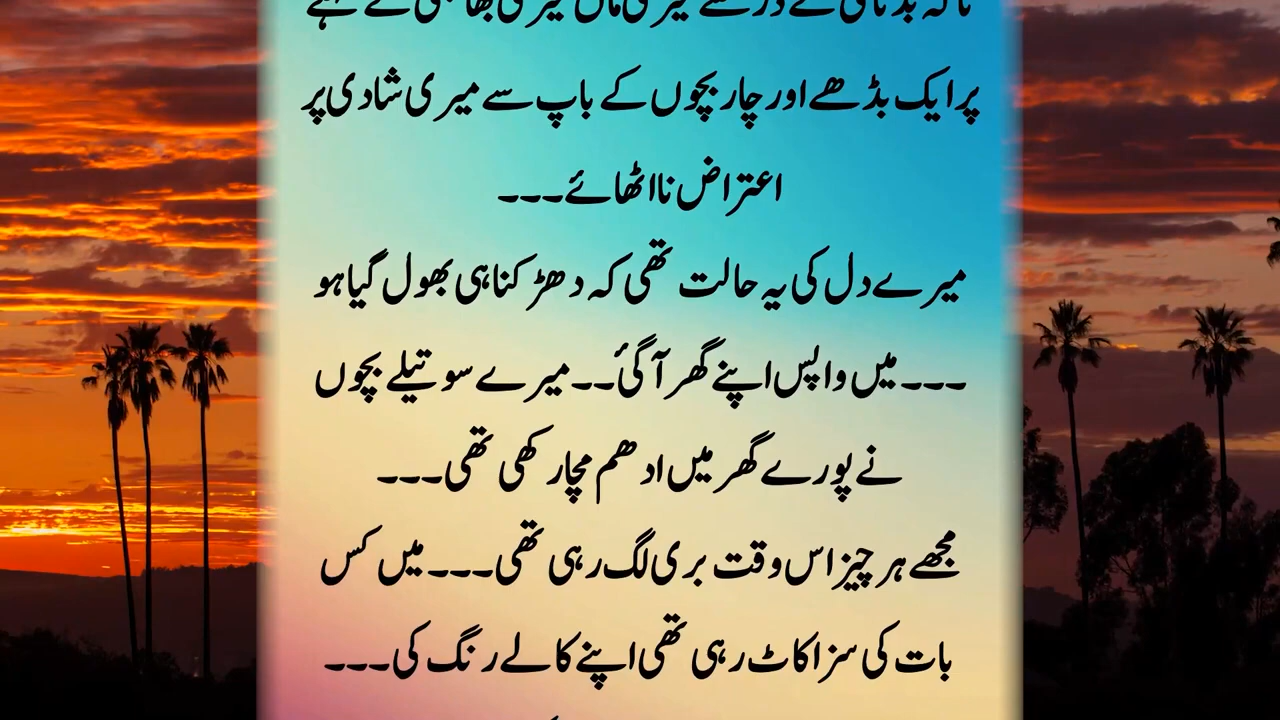 پر ایک بڈھے اور چار بچوں کے باپ سے میری شادی پر
اعتراض نا اٹھائے۔۔۔
میرے دل کی یہ حالت تھی کہ دھڑکنا ہی بھول گیا ہو
۔۔۔ میں واپس اپنے گھر آگئی۔۔ میرے سوتیلے بچوں
نے پورے گھر میں ادھم مچا رکھی تھی۔۔۔
مجھے ہر چیز اس وقت بری لگ رہی تھی۔۔۔ میں کس
بات کی سزا کاٹ رہی تھی اپنے کالے رنگ کی۔۔۔